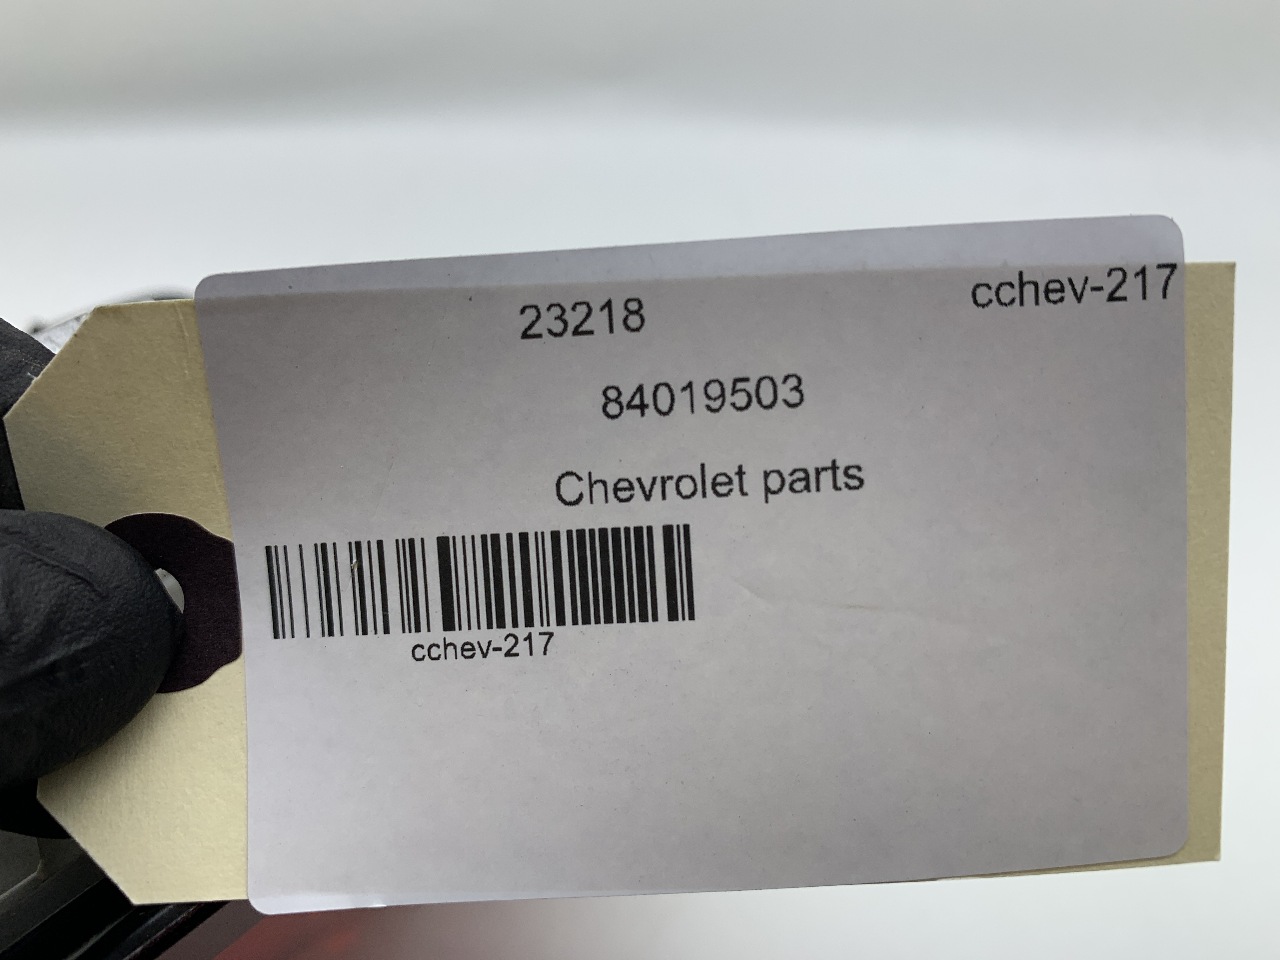 23218
cchev-217
84019503
Chevrolet parts
cchev-217